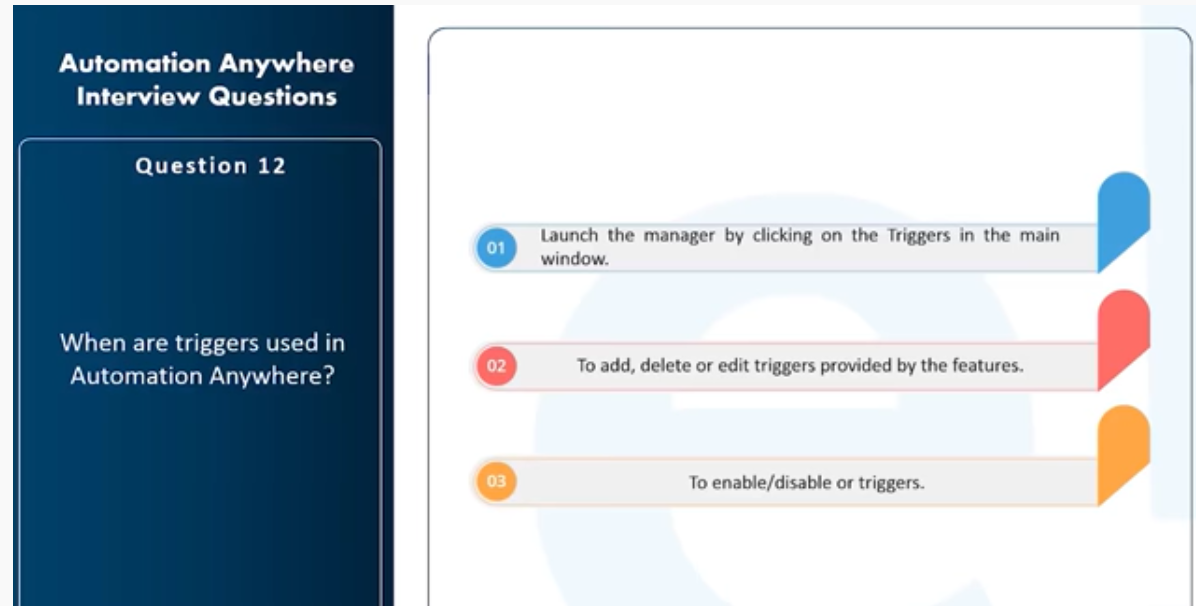 Automation Anywhere
Interview Questions
Question 12
When are triggers used in
Automation Anywhere?
01
Launch the manager by clicking on the Triggers in the main
window.
02
To add, delete or edit triggers provided by the features.
03
To enable/disable or triggers.